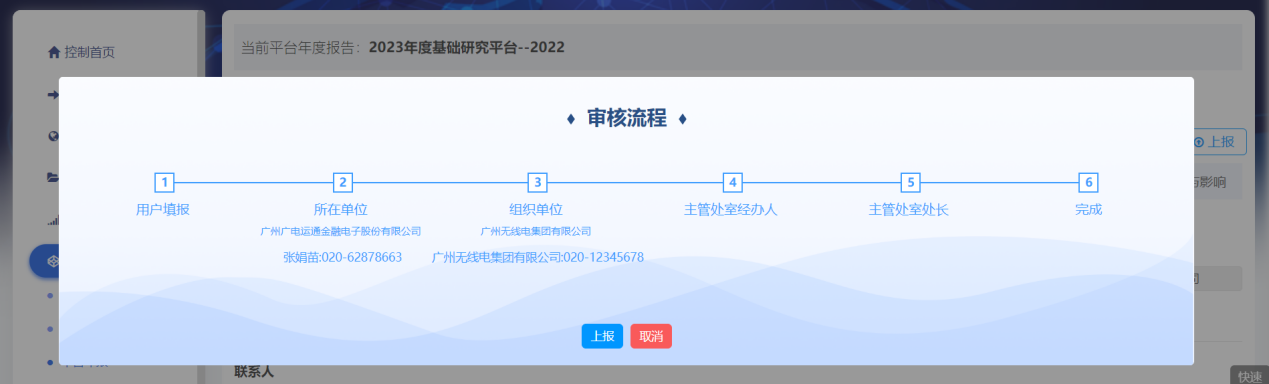 控制首页
当前平台年度报告：2023年度基础研究平台--2022
上报
与影响
审核流程
1 2 3 4 5 6
用户填报 所在单位 组织单位 主管处室经办人 主管处室处长 完成
广州广电运通金融电子股份有限公司 广州无线电集团有限公司
张娟苗:020-62878663 广州无线电集团有限公司:020-12345678
上报 取消
联系人
快速